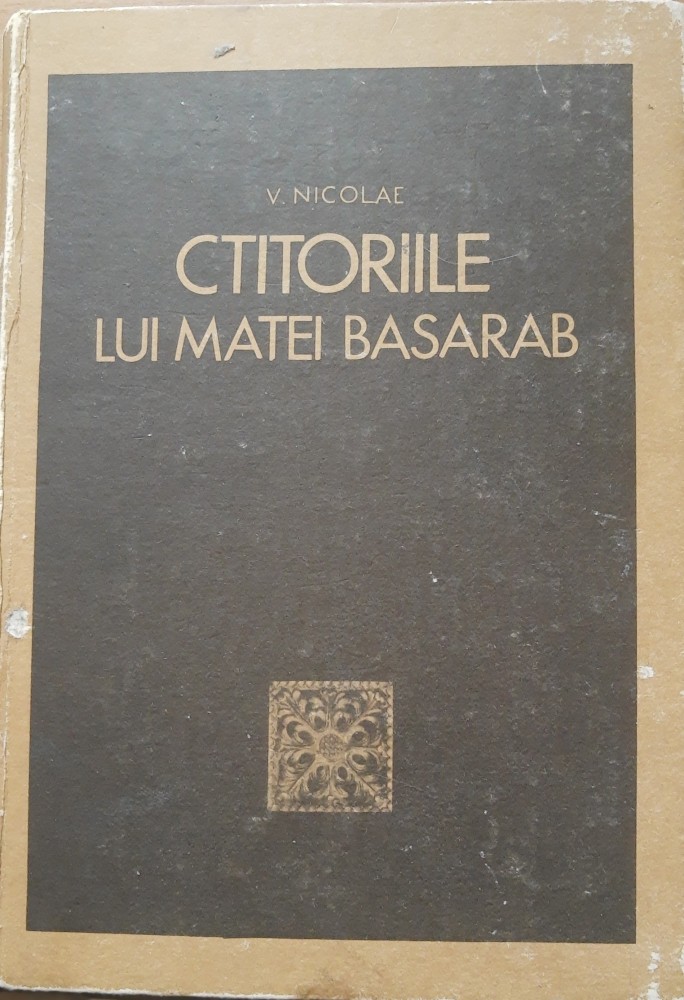 V. NICOLAE
CTITORIILE
LUI MATEI BASARAB